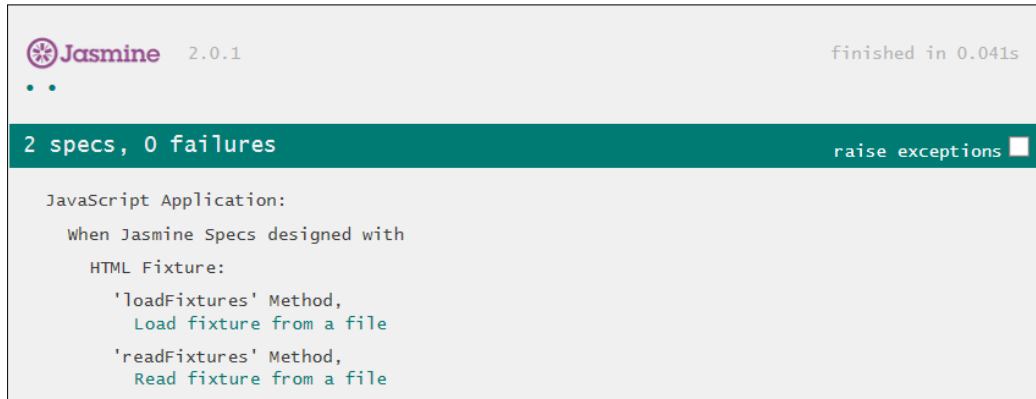 Jasmine 2.0.1 finished in 0.041s
2 specs, 0 failures raise exceptions
JavaScript Application:
When Jasmine Specs designed with
HTML Fixture:
'loadFixtures' Method,
Load fixture from a file
'readFixtures' Method,
Read fixture from a file